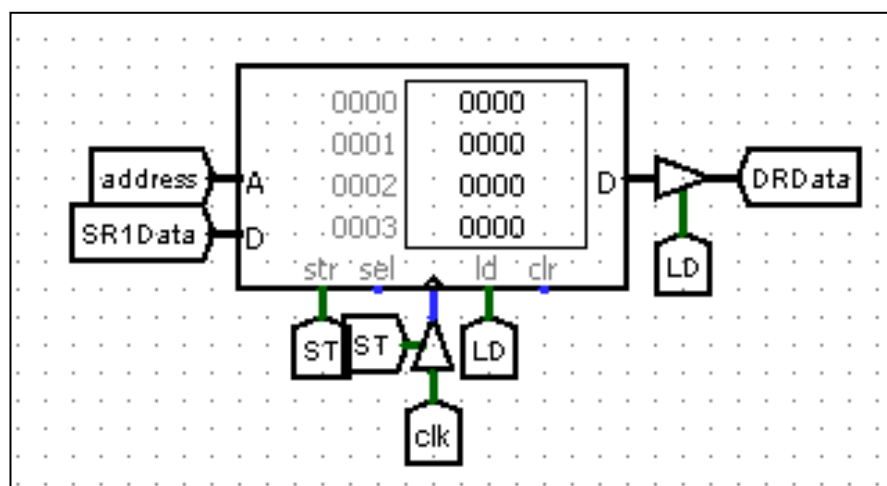 0000 0000
0001 0000
address A 0002 0000 D DRData
SR1Data D 0003 0000
str sel ld clr LD
ST ST LD
clk